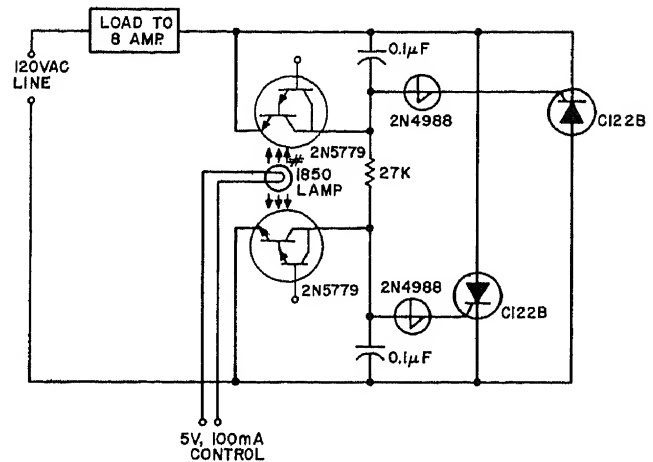 LOAD TO
8 AMP.
120VAC
LINE
0.1μF
2N4988
C122B
2N5779
1850
LAMP
27K
2N5779
2N4988
C122B
0.1μF
5V, 100mA
CONTROL